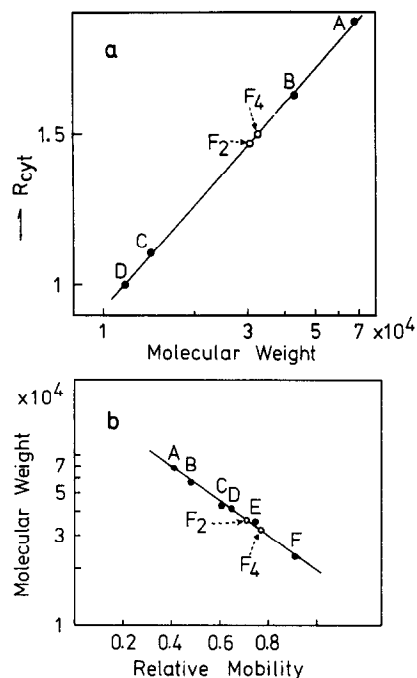 a
A
B
F4
F2
C
D
1.5
1
→ Rcyt
1 3 5 7 x10⁴
Molecular Weight
b
x10⁴
7
5
3
1
Molecular Weight
A
B
C D
E
F2
F4
F
0.2 0.4 0.6 0.8
Relative Mobility